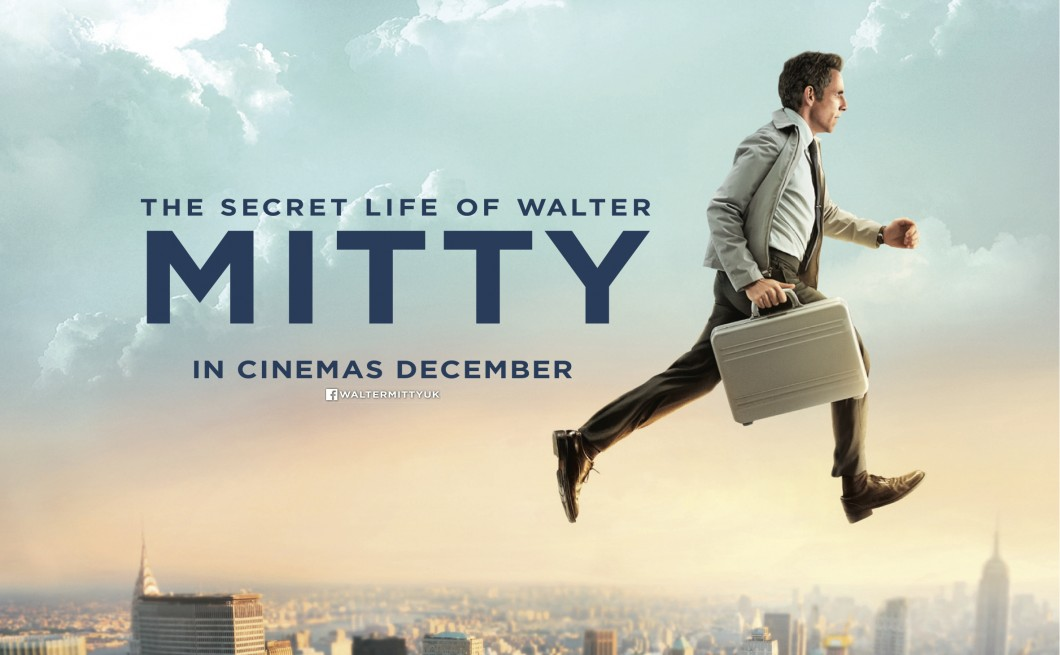 THE SECRET LIFE OF WALTER
MITTY
IN CINEMAS DECEMBER
WALTERMITTYUK